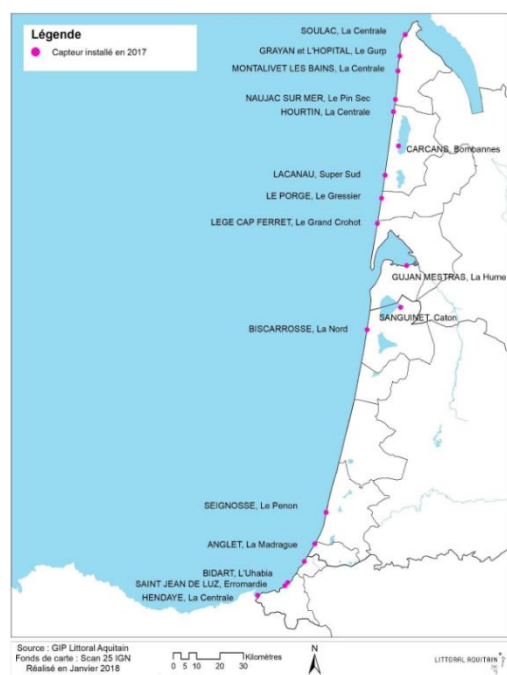 Légende
Capteur installé en 2017
SOULAC, La Centrale
GRAYAN et L'HOPITAL, Le Gurp
MONTALIVET LES BAINS, La Centrale
NAUJAC SUR MER, Le Pin Sec
HOURTIN, La Centrale
CARCANS, Bombannes
LACANAU, Super Sud
LE PORGE, Le Gressier
LEGE CAP FERRET, Le Grand Crohot
GUJAN MESTRAS, La Hume
SANGUINET, Caton
BISCARROSSE, La Nord
SEIGNOSSE, Le Penon
ANGLET, La Madrague
BIDART, L'Uhabia
SAINT JEAN DE LUZ, Erromardie
HENDAYE, La Centrale
Source : GIP Littoral Aquitain
Fonds de carte : Scan 25 IGN
Réalisé en Janvier 2018
Kilomètres
0 5 10 20 30
N
LITTORAL AQUITAIN